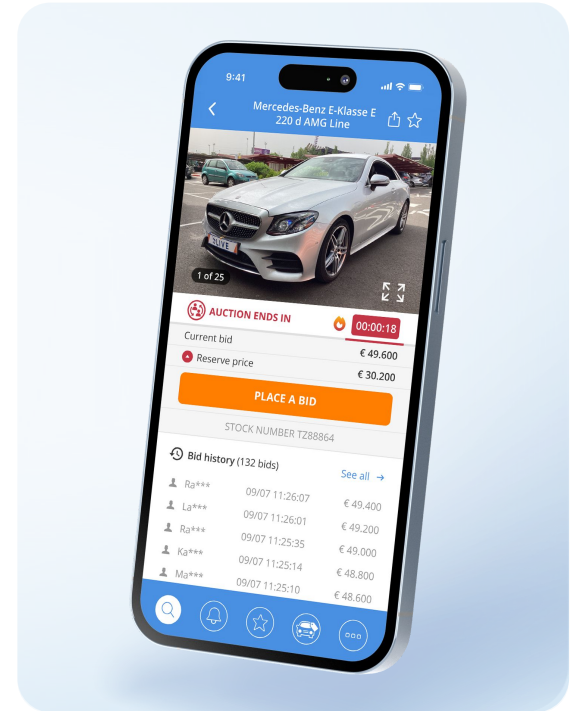 9:41
Mercedes-Benz E-Klasse E
220 d AMG Line
3LIVE
1 of 25
AUCTION ENDS IN 00:00:18
Current bid € 49.600
Reserve price € 30.200
PLACE A BID
STOCK NUMBER TZ88864
Bid history (132 bids) See all →
Ra*** 09/07 11:26:07 € 49.400
La*** 09/07 11:26:01 € 49.200
Ra*** 09/07 11:25:35 € 49.000
Ka*** 09/07 11:25:14 € 48.800
Ma*** 09/07 11:25:10 € 48.600